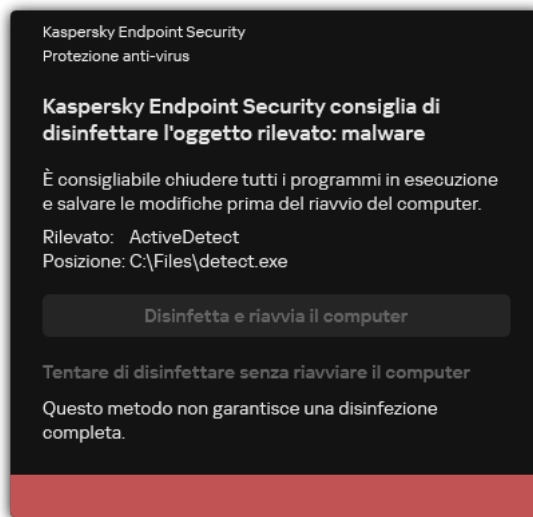 Kaspersky Endpoint Security
Protezione anti-virus
Kaspersky Endpoint Security consiglia di
disinfettare l'oggetto rilevato: malware
È consigliabile chiudere tutti i programmi in esecuzione
e salvare le modifiche prima del riavvio del computer.
Rilevato: ActiveDetect
Posizione: C:\Files\detect.exe
Disinfetta e riavvia il computer
Tentare di disinfettare senza riavviare il computer
Questo metodo non garantisce una disinfezione
completa.